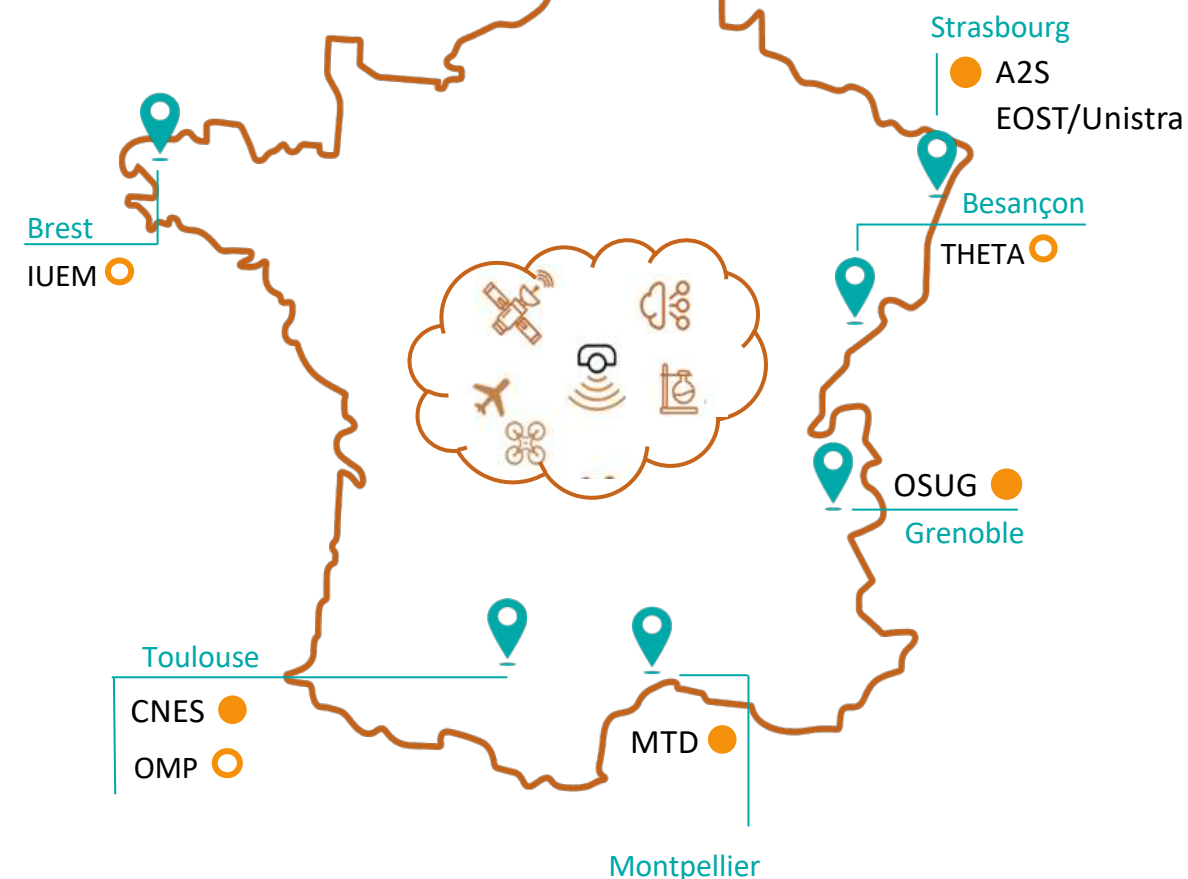 Strasbourg
A2S
EOST/Unistra
Besançon
THETA
Brest
IUEM
OSUG
Grenoble
Toulouse
CNES
OMP
MTD
Montpellier